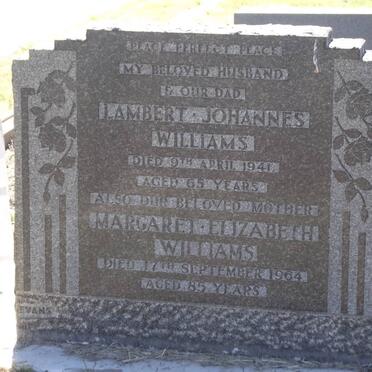 PEACE PERFECT PEACE
MY BELOVED HUSBAND
& OUR DAD
LAMBERT · JOHANNES
WILLIAMS
DIED 9TH APRIL 1941.
AGED 65 YEARS
ALSO OUR BELOVED MOTHER
MARGARET · ELIZABETH
WILLIAMS
DIED 17TH SEPTEMBER 1964
AGED 85 YEARS
EVANS